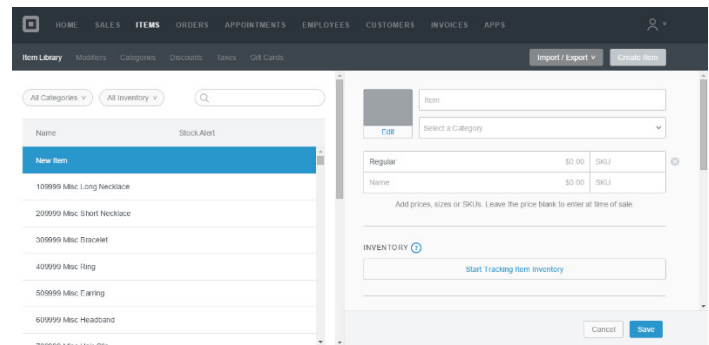 HOME SALES ITEMS ORDERS APPOINTMENTS EMPLOYEES CUSTOMERS INVOICES APPS
Item Library Modifiers Categories Discounts Taxes Gift Cards Import / Export Create Item
All Categories All Inventory
Name Stock Alert
New Item
109999 Misc Long Necklace
209999 Misc Short Necklace
309999 Misc Bracelet
409999 Misc Ring
509999 Misc Earring
609999 Misc Headband
Item
Edit
Select a Category
Regular $0.00 SKU
Name $0.00 SKU
Add prices, sizes or SKUs. Leave the price blank to enter at time of sale
INVENTORY ?
Start Tracking Item Inventory
Cancel Save